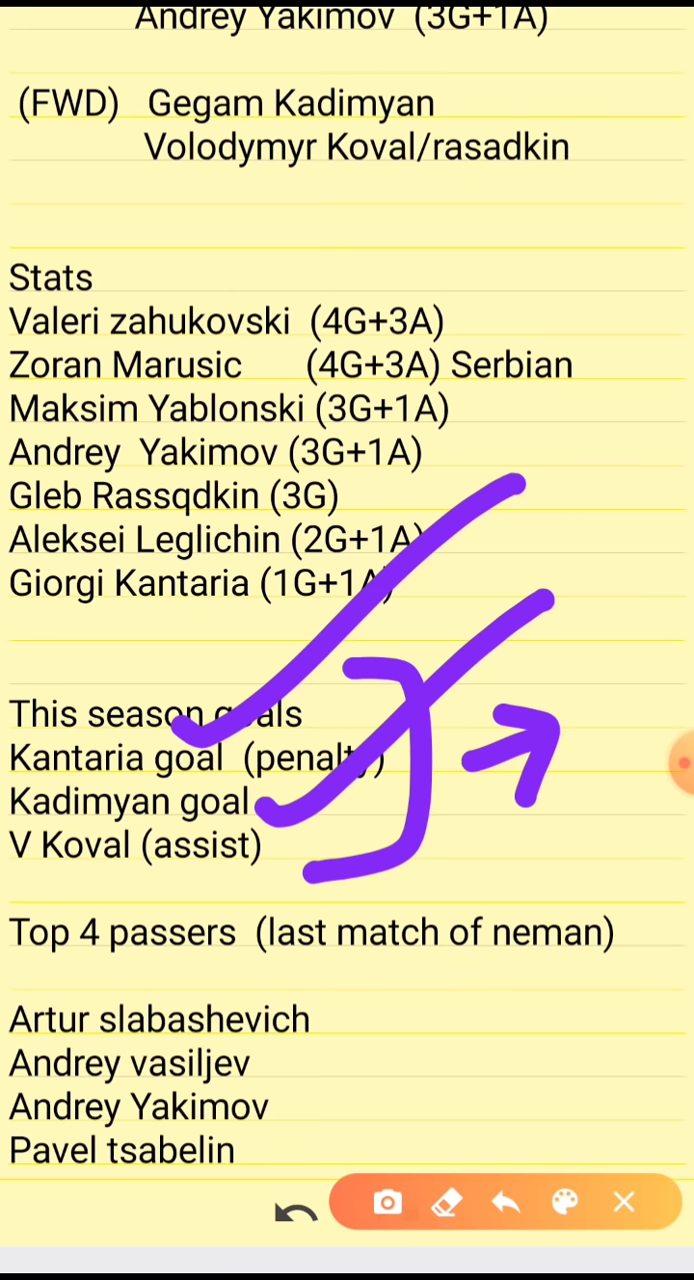 Andrey Yakimov (3G+1A)
(FWD) Gegam Kadimyan
Volodymyr Koval/rasadkin
Stats
Valeri zahukovski (4G+3A)
Zoran Marusic (4G+3A) Serbian
Maksim Yablonski (3G+1A)
Andrey Yakimov (3G+1A)
Gleb Rassqdkin (3G)
Aleksei Leglichin (2G+1A)
Giorgi Kantaria (1G+1A)
This season goals
Kantaria goal (penalty)
Kadimyan goal
V Koval (assist)
Top 4 passers (last match of neman)
Artur slabashevich
Andrey vasiljev
Andrey Yakimov
Pavel tsabelin